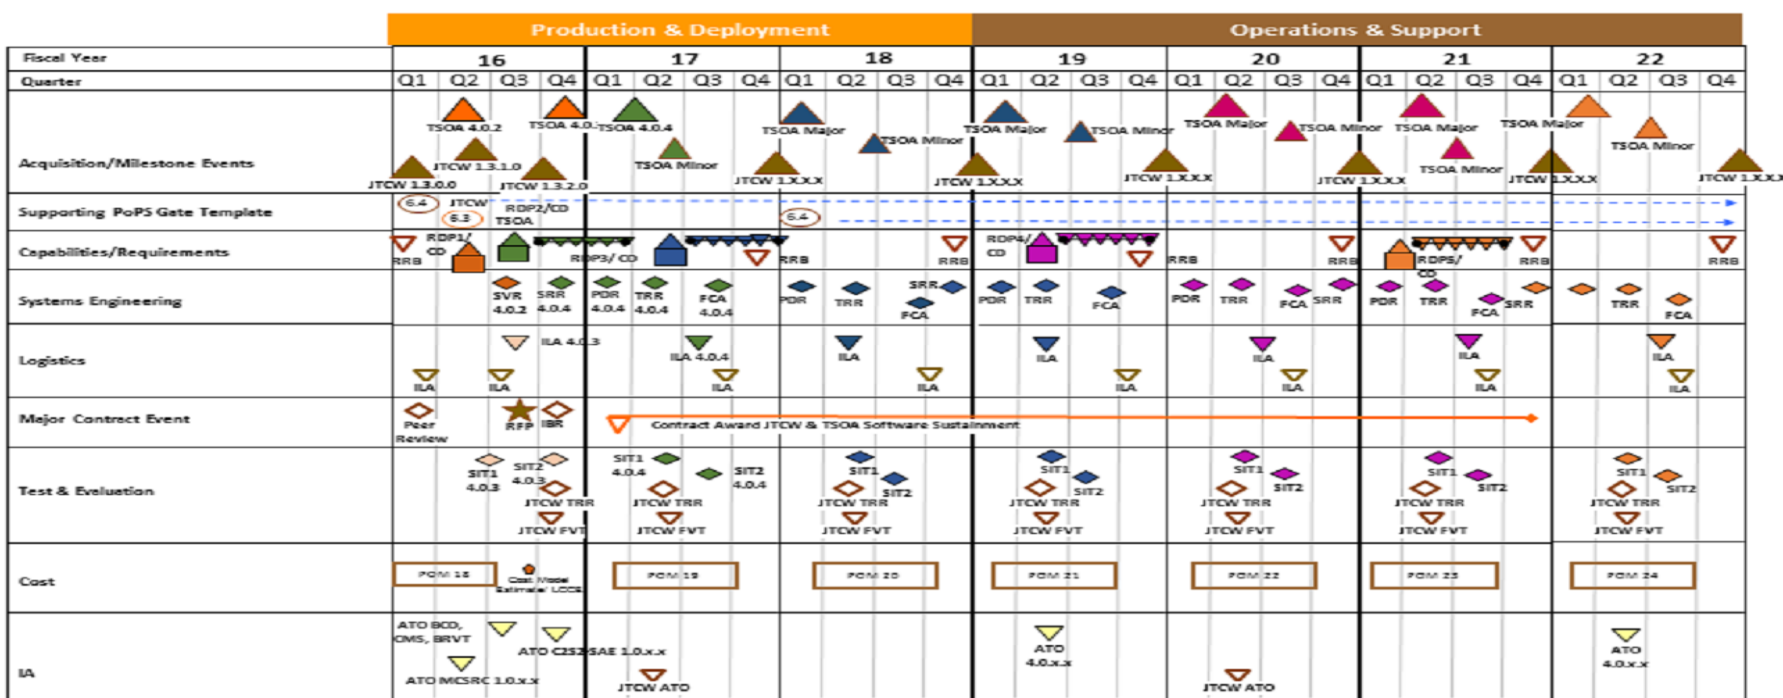 Production & Deployment Operations & Support
Fiscal Year 16 17 18 19 20 21 22
Quarter Q1 Q2 Q3 Q4 Q1 Q2 Q3 Q4 Q1 Q2 Q3 Q4 Q1 Q2 Q3 Q4 Q1 Q2 Q3 Q4 Q1 Q2 Q3 Q4 Q1 Q2 Q3 Q4
TSOA 4.0.2 TSOA 4.0. TSOA 4.0.4 TSOA Major TSOA Major TSOA Major TSOA Major TSOA Major
TSOA Minor TSOA Minor TSOA Minor TSOA Minor
Acquisition/Milestone Events
JTCW 1.3.1.0 TSOA Minor TSOA Minor
JTCW 1.3.0.0 JTCW 1.3.2.0 JTCW 1.X.X.X JTCW 1.X.X.X JTCW 1.X.X.X JTCW 1.X.X.X JTCW 1.X.X.X JTCW 1.X.X.X
Supporting PoPS Gate Template 6.4 JTCW RDP2/CD 6.4
6.3 TSOA
Capabilities/Requirements
RDP1/ RDP4/
CD CD
RRB RDP3/ CD RRB RRB RRB RDP5/ RRB RRB
CD
Systems Engineering
SVR SRR PDR TRR FCA PDR TRR SRR PDR TRR FCA PDR TRR FCA SRR PDR TRR SRR TRR
4.0.2 4.0.4 4.0.4 4.0.4 4.0.4 FCA FCA FCA
Logistics
ILA 4.0.3 ILA 4.0.4 ILA ILA ILA ILA ILA
ILA ILA ILA ILA ILA ILA ILA ILA
Major Contract Event
Peer RFP IBR Contract Award JTCW & TSOA Software Sustainment
Review
Test & Evaluation
SIT1 SIT2 SIT1 SIT2 SIT1 SIT1 SIT1 SIT1 SIT1
4.0.3 4.0.3 4.0.4 4.0.4 SIT2 SIT2 SIT2 SIT2 SIT2
JTCW TRR JTCW TRR JTCW TRR JTCW TRR JTCW TRR JTCW TRR JTCW TRR
JTCW FVT JTCW FVT JTCW FVT JTCW FVT JTCW FVT JTCW FVT JTCW FVT
Cost POM 18 Cost Model POM 19 POM 20 POM 21 POM 22 POM 23 POM 24
Estimate/ LCCE
IA
ATO BCD,
CMS, BRVT
ATO C2S2 SAE 1.0.x.x ATO ATO
4.0.x.x 4.0.x.x
ATO MCSRC 1.0.x.x
JTCW ATO JTCW ATO